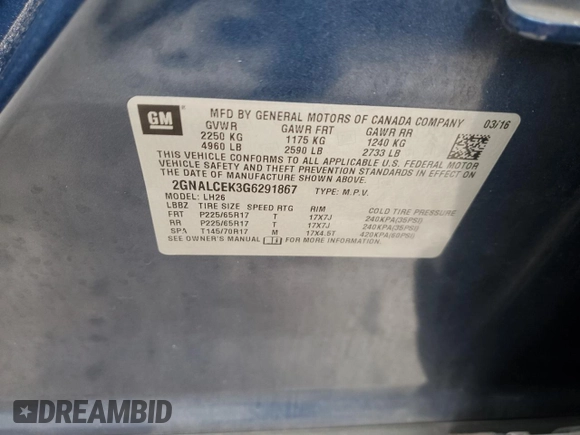 GM
MFD BY GENERAL MOTORS OF CANADA COMPANY 03/16
GVWR GAWR FRT GAWR RR
2250 KG 1175 KG 1240 KG
4960 LB 2590 LB 2733 LB
THIS VEHICLE CONFORMS TO ALL APPLICABLE U.S. FEDERAL MOTOR
VEHICLE SAFETY AND THEFT PREVENTION STANDARDS IN EFFECT ON
THE DATE OF MANUFACTURE SHOWN ABOVE.
2GNALCEK3G6291867 TYPE: M.P.V.
MODEL: LH26
LBBZ TIRE SIZE SPEED RTG RIM COLD TIRE PRESSURE
FRT P225/65R17 T 17X7J 240KPA(35PSI)
RR P225/65R17 T 17X7J 240KPA(35PSI)
SPA T145/70R17 M 17X4.5T 420KPA(60PSI)
SEE OWNER'S MANUAL FOR MORE INFORMATION.
DREAMBID